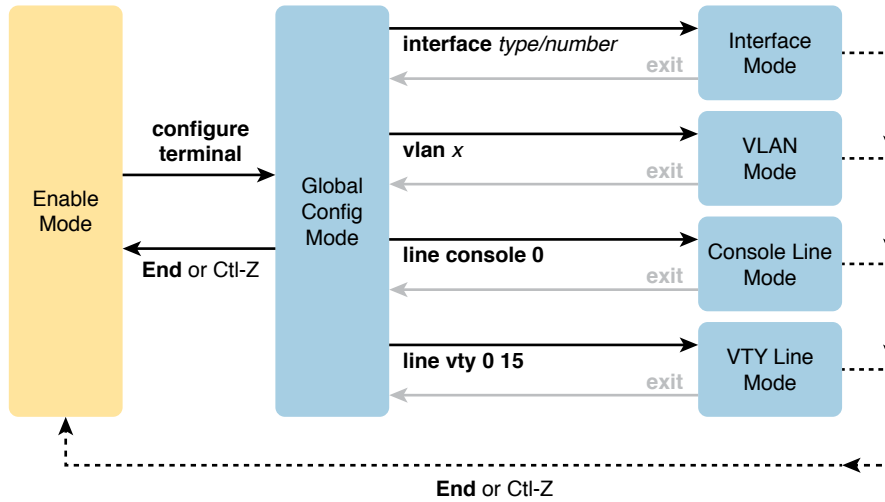 Enable
Mode
configure
terminal
End or Ctl-Z
Global
Config
Mode
interface type/number
exit
Interface
Mode
vlan x
exit
VLAN
Mode
line console 0
exit
Console Line
Mode
line vty 0 15
exit
VTY Line
Mode
End or Ctl-Z